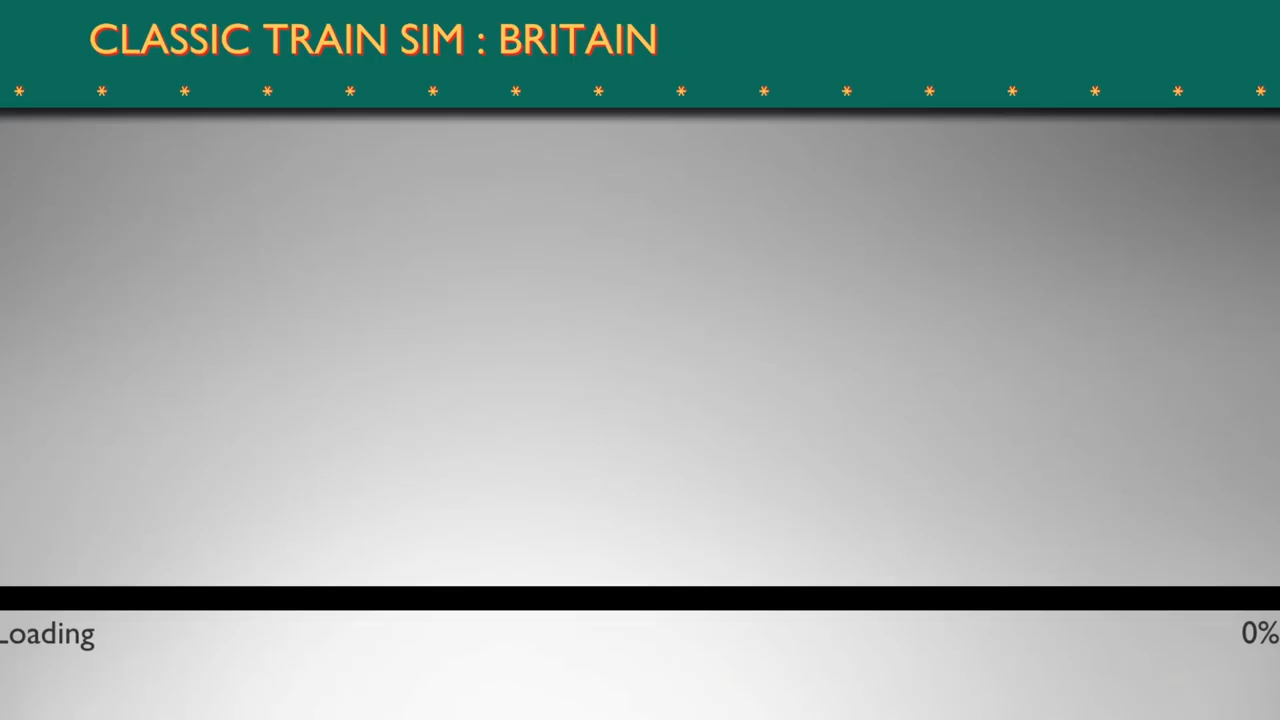 CLASSIC TRAIN SIM : BRITAIN
* * * * * * * * * * * * * * * *
Loading
0%